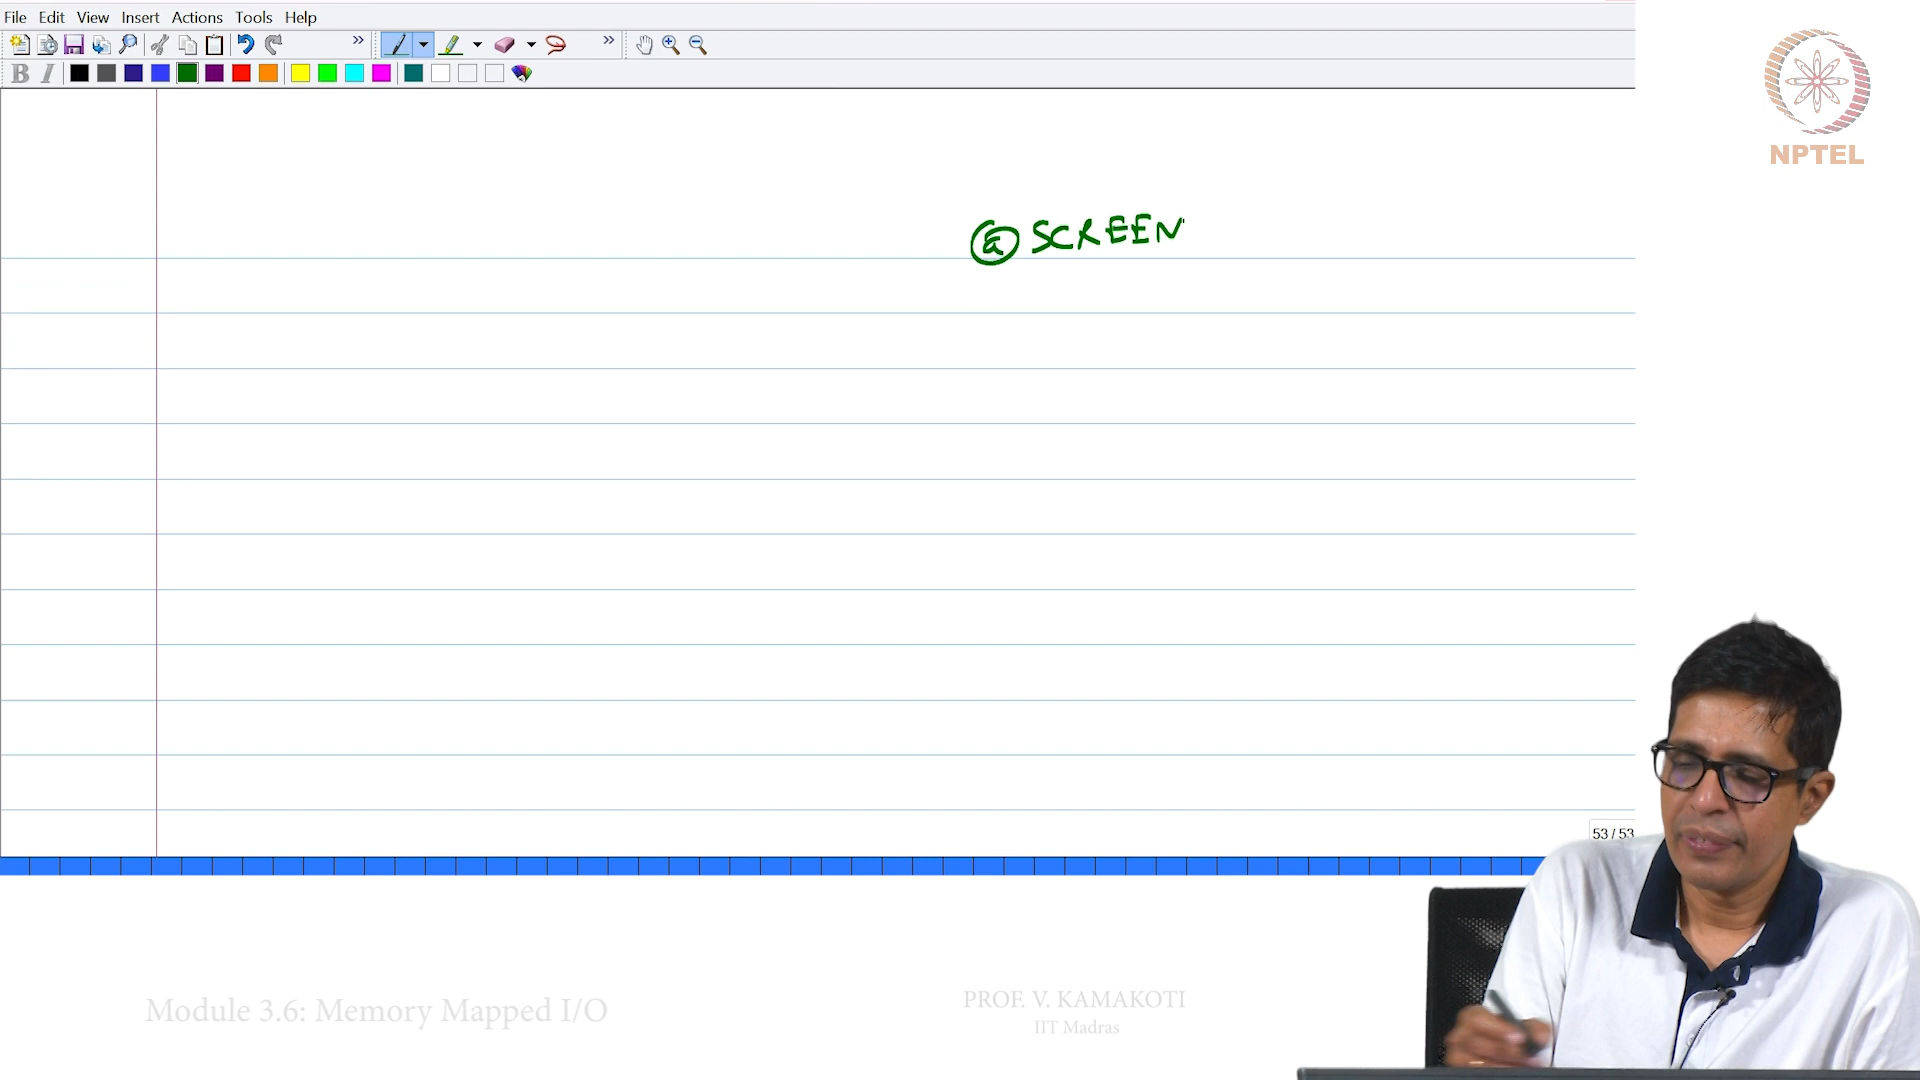 File Edit View Insert Actions Tools Help
B I
NPTEL
@ SCREEN
53 / 53
Module 3.6: Memory Mapped I/O
PROF. V. KAMAKOTI
IIT Madras